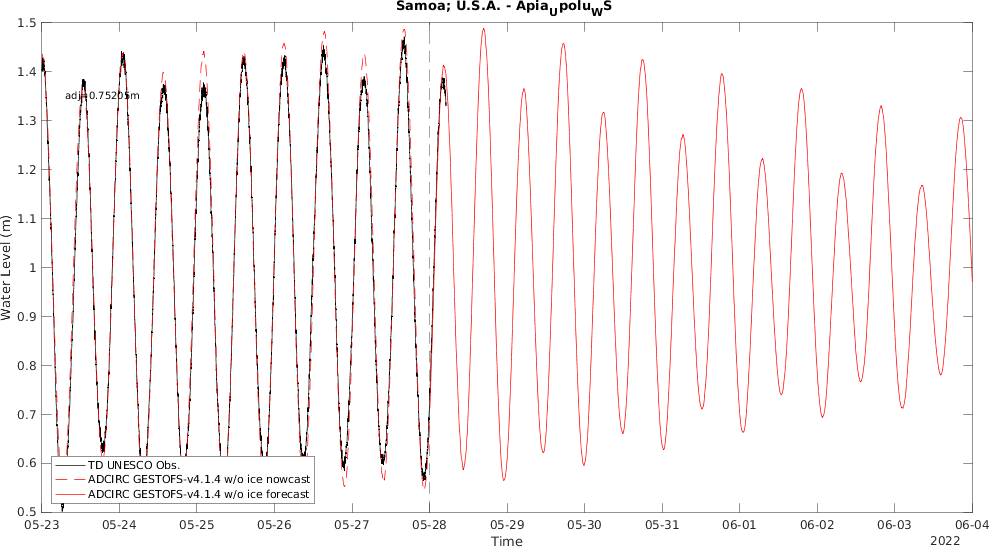 Samoa; U.S.A. - ApiaUpoluWS
1.5
1.4
1.3
1.2
1.1
1
0.9
0.8
0.7
0.6
0.5
Water Level (m)
adj=0.75205m
TD UNESCO Obs.
ADCIRC GESTOFS-v4.1.4 w/o ice nowcast
ADCIRC GESTOFS-v4.1.4 w/o ice forecast
05-23 05-24 05-25 05-26 05-27 05-28 05-29 05-30 05-31 06-01 06-02 06-03 06-04
Time
2022